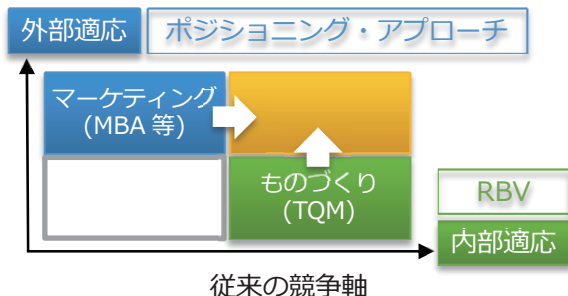 外部適応
ポジショニング・アプローチ
マーケティング
(MBA 等)
ものづくり
(TQM)
RBV
内部適応
従来の競争軸